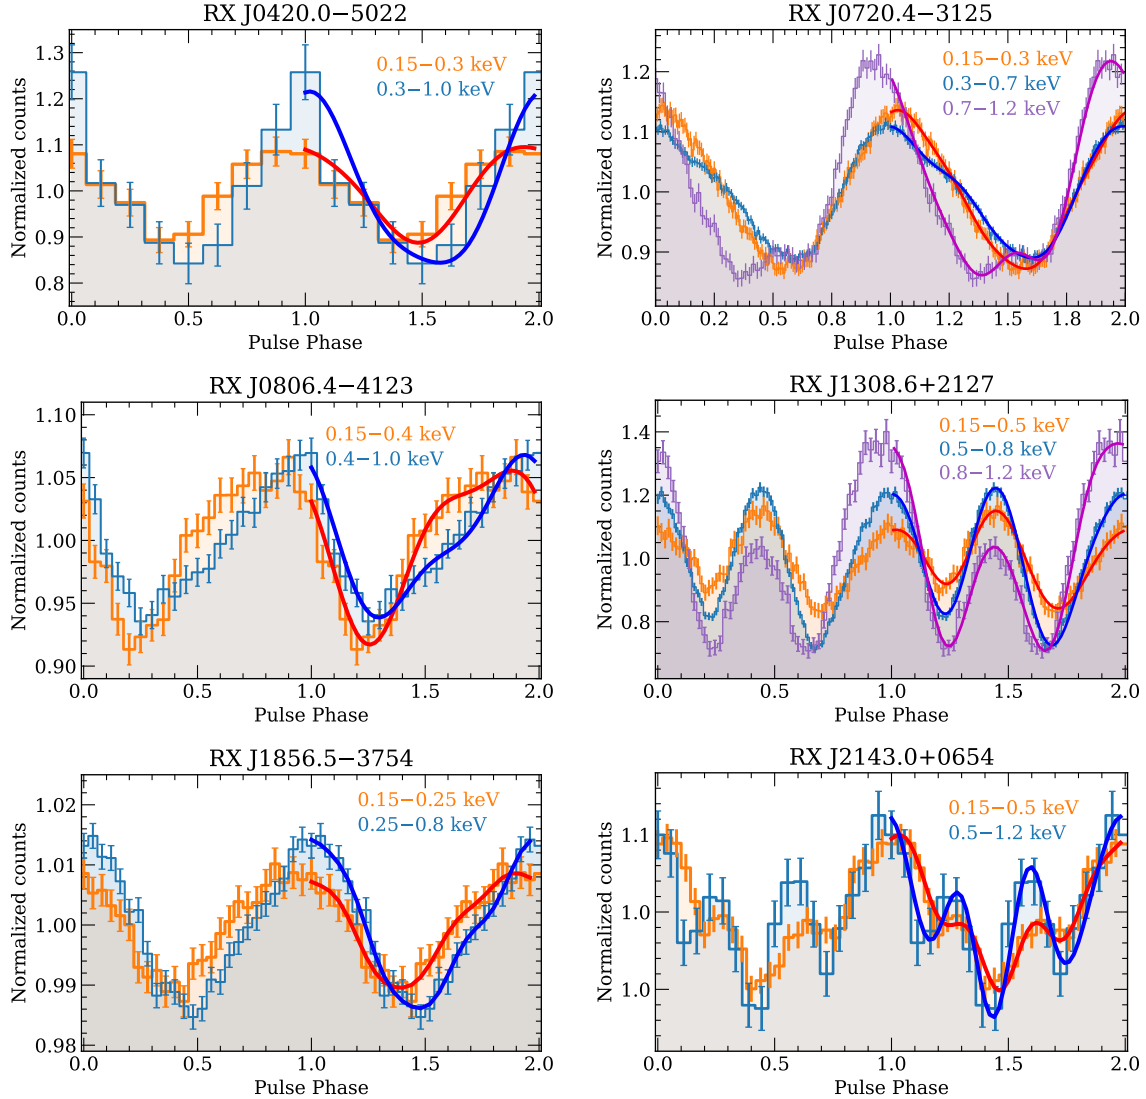 RX J0420.0−5022
Normalized counts
1.3
1.2
1.1
1.0
0.9
0.8
0.15−0.3 keV
0.3−1.0 keV
0.0 0.5 1.0 1.5 2.0
Pulse Phase
RX J0720.4−3125
Normalized counts
1.2
1.1
1.0
0.9
0.15−0.3 keV
0.3−0.7 keV
0.7−1.2 keV
0.0 0.2 0.5 0.8 1.0 1.2 1.5 1.8 2.0
Pulse Phase
RX J0806.4−4123
Normalized counts
1.10
1.05
1.00
0.95
0.90
0.15−0.4 keV
0.4−1.0 keV
0.0 0.5 1.0 1.5 2.0
Pulse Phase
RX J1308.6+2127
Normalized counts
1.4
1.2
1.0
0.8
0.15−0.5 keV
0.5−0.8 keV
0.8−1.2 keV
0.0 0.5 1.0 1.5 2.0
Pulse Phase
RX J1856.5−3754
Normalized counts
1.02
1.01
1.00
0.99
0.98
0.15−0.25 keV
0.25−0.8 keV
0.0 0.5 1.0 1.5 2.0
Pulse Phase
RX J2143.0+0654
Normalized counts
1.1
1.0
1.0
0.15−0.5 keV
0.5−1.2 keV
0.0 0.5 1.0 1.5 2.0
Pulse Phase